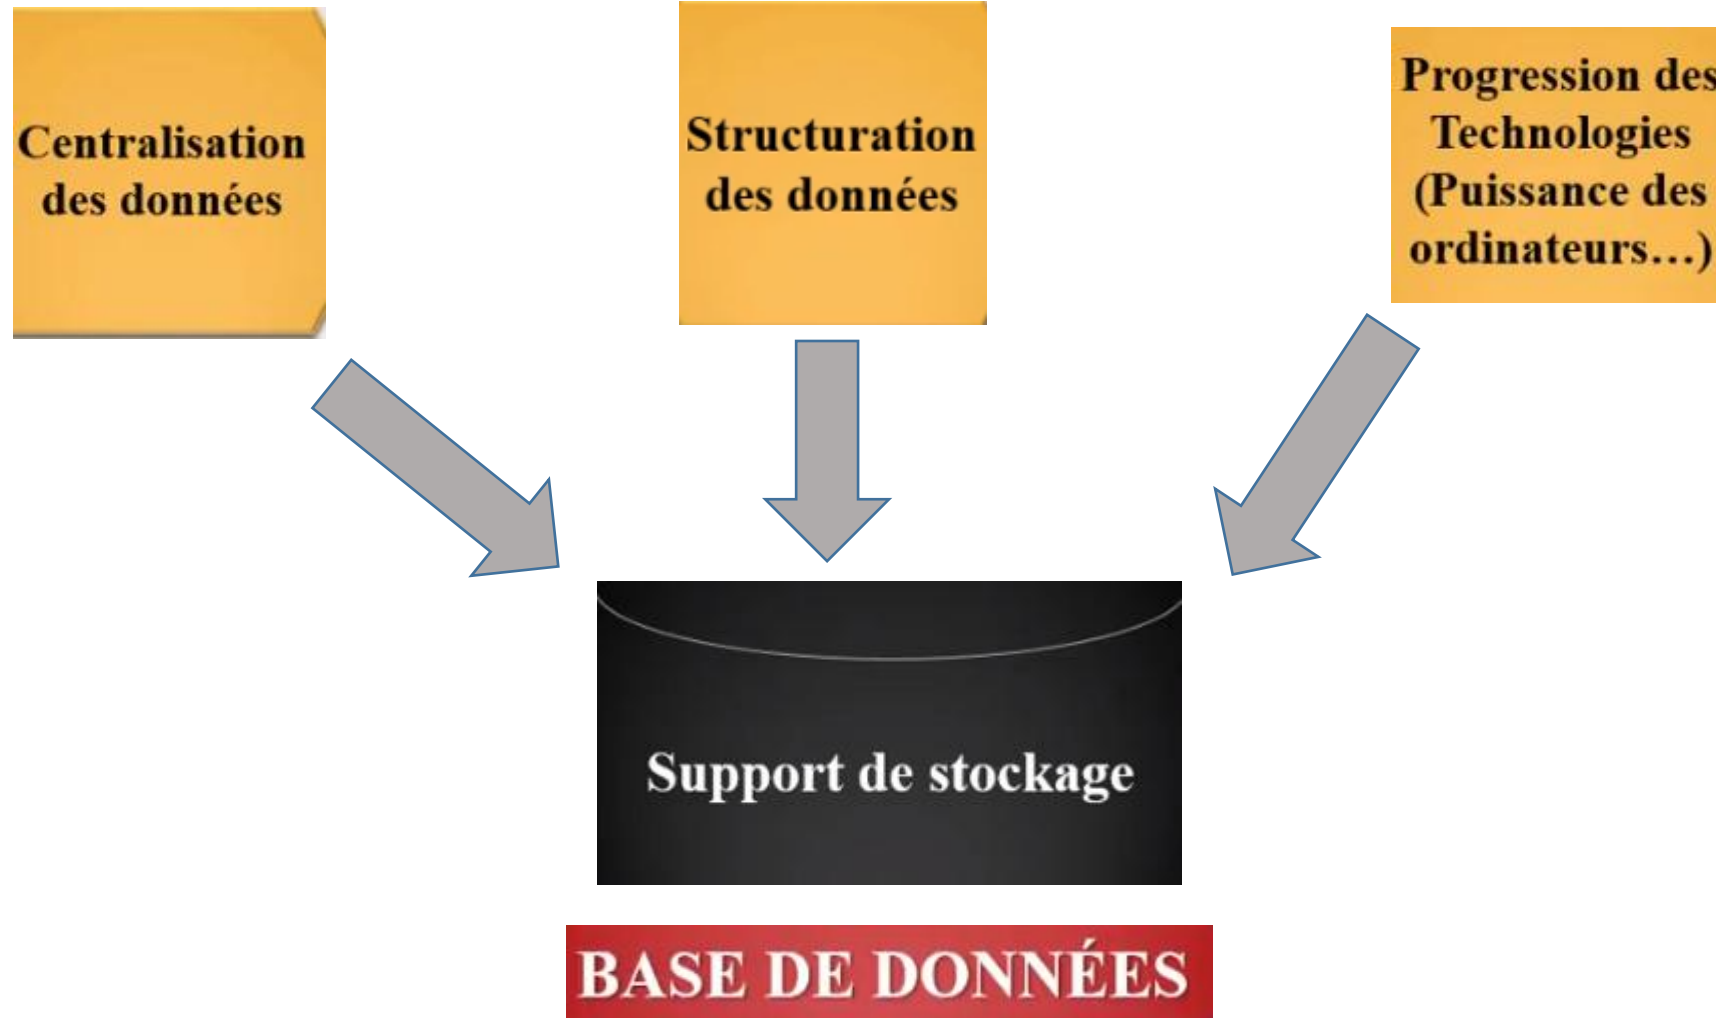 Centralisation
des données
Structuration
des données
Progression des
Technologies
(Puissance des
ordinateurs...)
Support de stockage
BASE DE DONNÉES